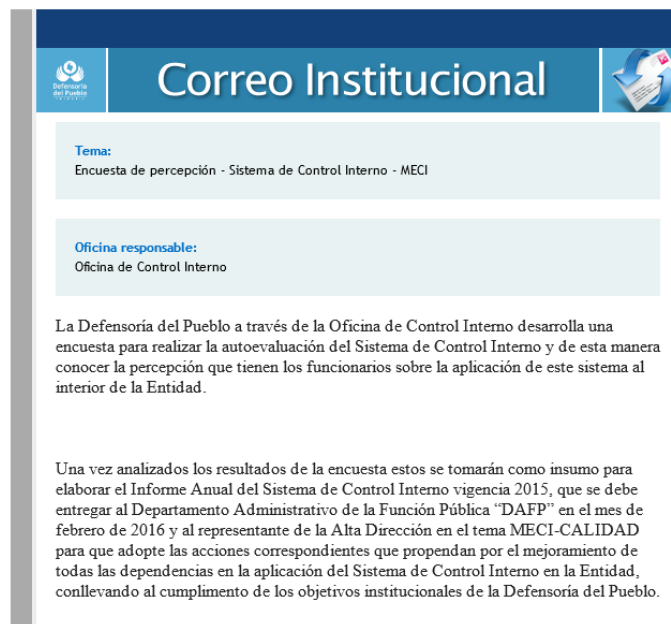 Defensoría
del Pueblo
Correo Institucional
Tema:
Encuesta de percepción - Sistema de Control Interno - MECI
Oficina responsable:
Oficina de Control Interno
La Defensoría del Pueblo a través de la Oficina de Control Interno desarrolla una
encuesta para realizar la autoevaluación del Sistema de Control Interno y de esta manera
conocer la percepción que tienen los funcionarios sobre la aplicación de este sistema al
interior de la Entidad.
Una vez analizados los resultados de la encuesta estos se tomarán como insumo para
elaborar el Informe Anual del Sistema de Control Interno vigencia 2015, que se debe
entregar al Departamento Administrativo de la Función Pública “DAFP” en el mes de
febrero de 2016 y al representante de la Alta Dirección en el tema MECI-CALIDAD
para que adopte las acciones correspondientes que propendan por el mejoramiento de
todas las dependencias en la aplicación del Sistema de Control Interno en la Entidad,
conllevando al cumplimento de los objetivos institucionales de la Defensoría del Pueblo.